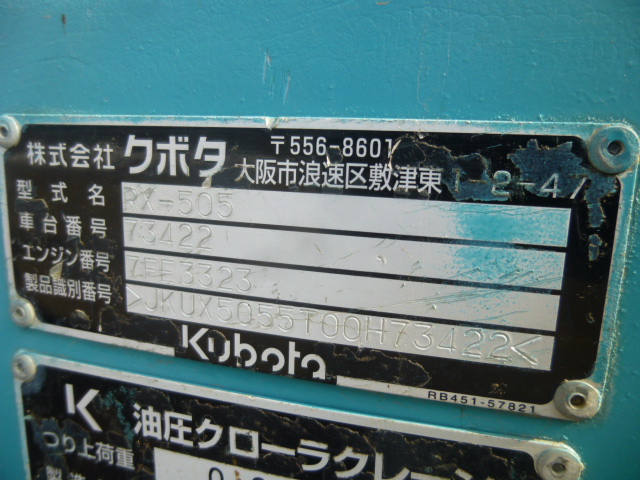 株式会社 クボタ 〒556-8601
大阪市浪速区敷津東 1-2-47
型式名 RX-505
車台番号 73422
エンジン番号 7EE3323
製品識別番号 >JKUX5055T00H73422<
Kubota
RB451-57821
K 油圧クローラクレーン
つり上荷重